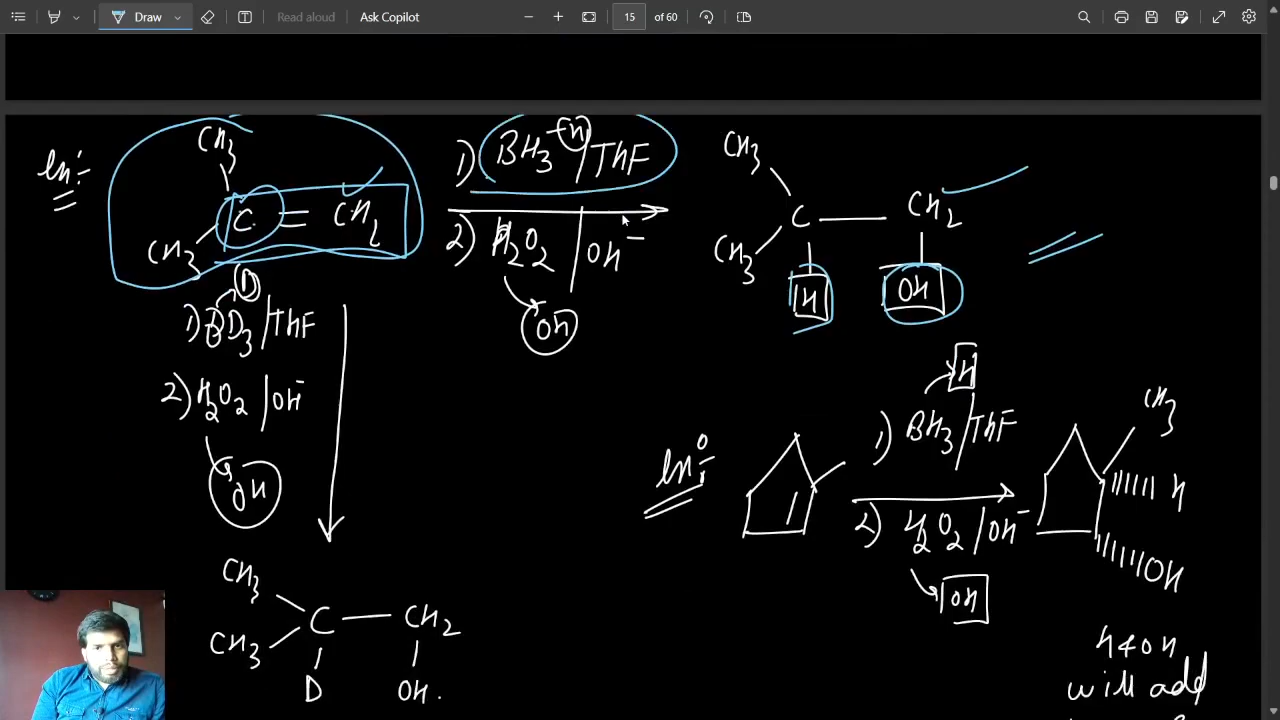 Draw
Read aloud
Ask Copilot
15
of 60
CH3
CH3
C = CH2
1) BH3 H / THF
2) H2O2 / OH-
OH
CH3
CH3
C — CH2
H
OH
D
1) BD3 / THF
2) H2O2 / OH-
OH
CH3
CH3
C — CH2
D
OH.
H
1) BH3 / THF
2) H2O2 / OH-
OH
CH3
H
OH
H & OH
will add